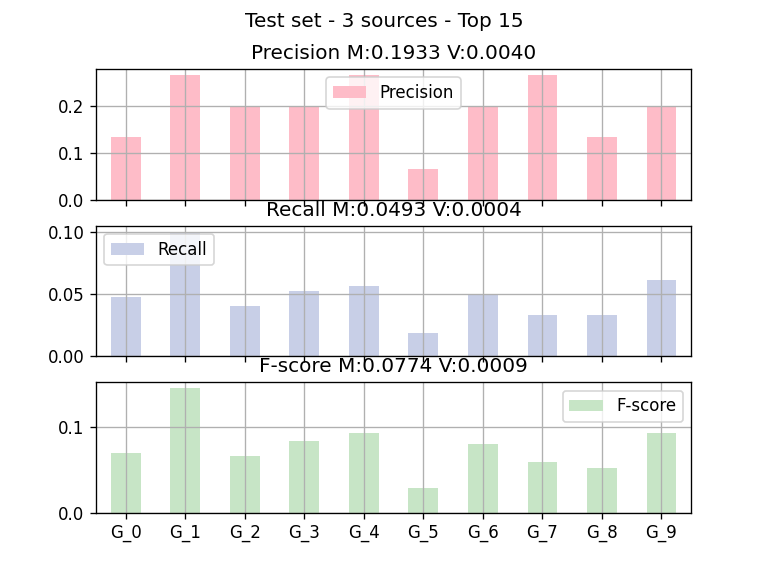 Test set - 3 sources - Top 15
Precision M:0.1933 V:0.0040
Precision
0.2
0.1
0.0
Recall M:0.0493 V:0.0004
Recall
0.10
0.05
0.00
F-score M:0.0774 V:0.0009
F-score
0.1
0.0
G_0 G_1 G_2 G_3 G_4 G_5 G_6 G_7 G_8 G_9